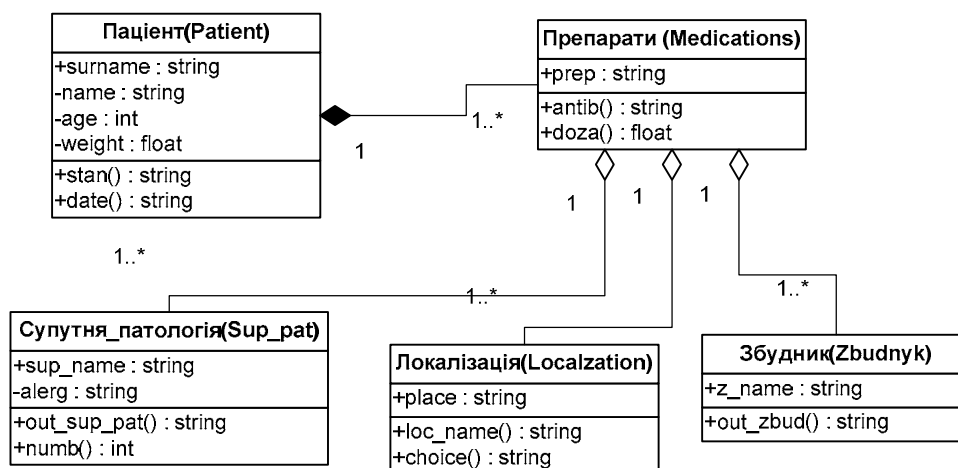 Пацієнт(Patient)
+surname : string
-name : string
-age : int
-weight : float
+stan() : string
+date() : string
1
1..*
Препарати (Medications)
+prep : string
+antib() : string
+doza() : float
1
1
1
1..*
1..*
1..*
Супутня_патологія(Sup_pat)
+sup_name : string
-alerg : string
+out_sup_pat() : string
+numb() : int
Локалізація(Localzation)
+place : string
+loc_name() : string
+choice() : string
Збудник(Zbudnyk)
+z_name : string
+out_zbud() : string